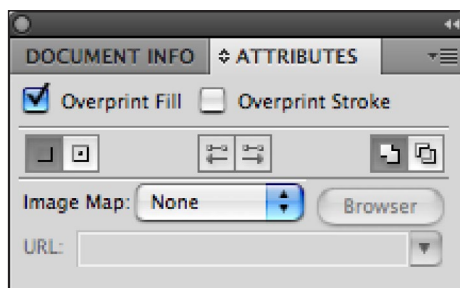 DOCUMENT INFO ATTRIBUTES
Overprint Fill Overprint Stroke
Image Map: None Browser
URL: